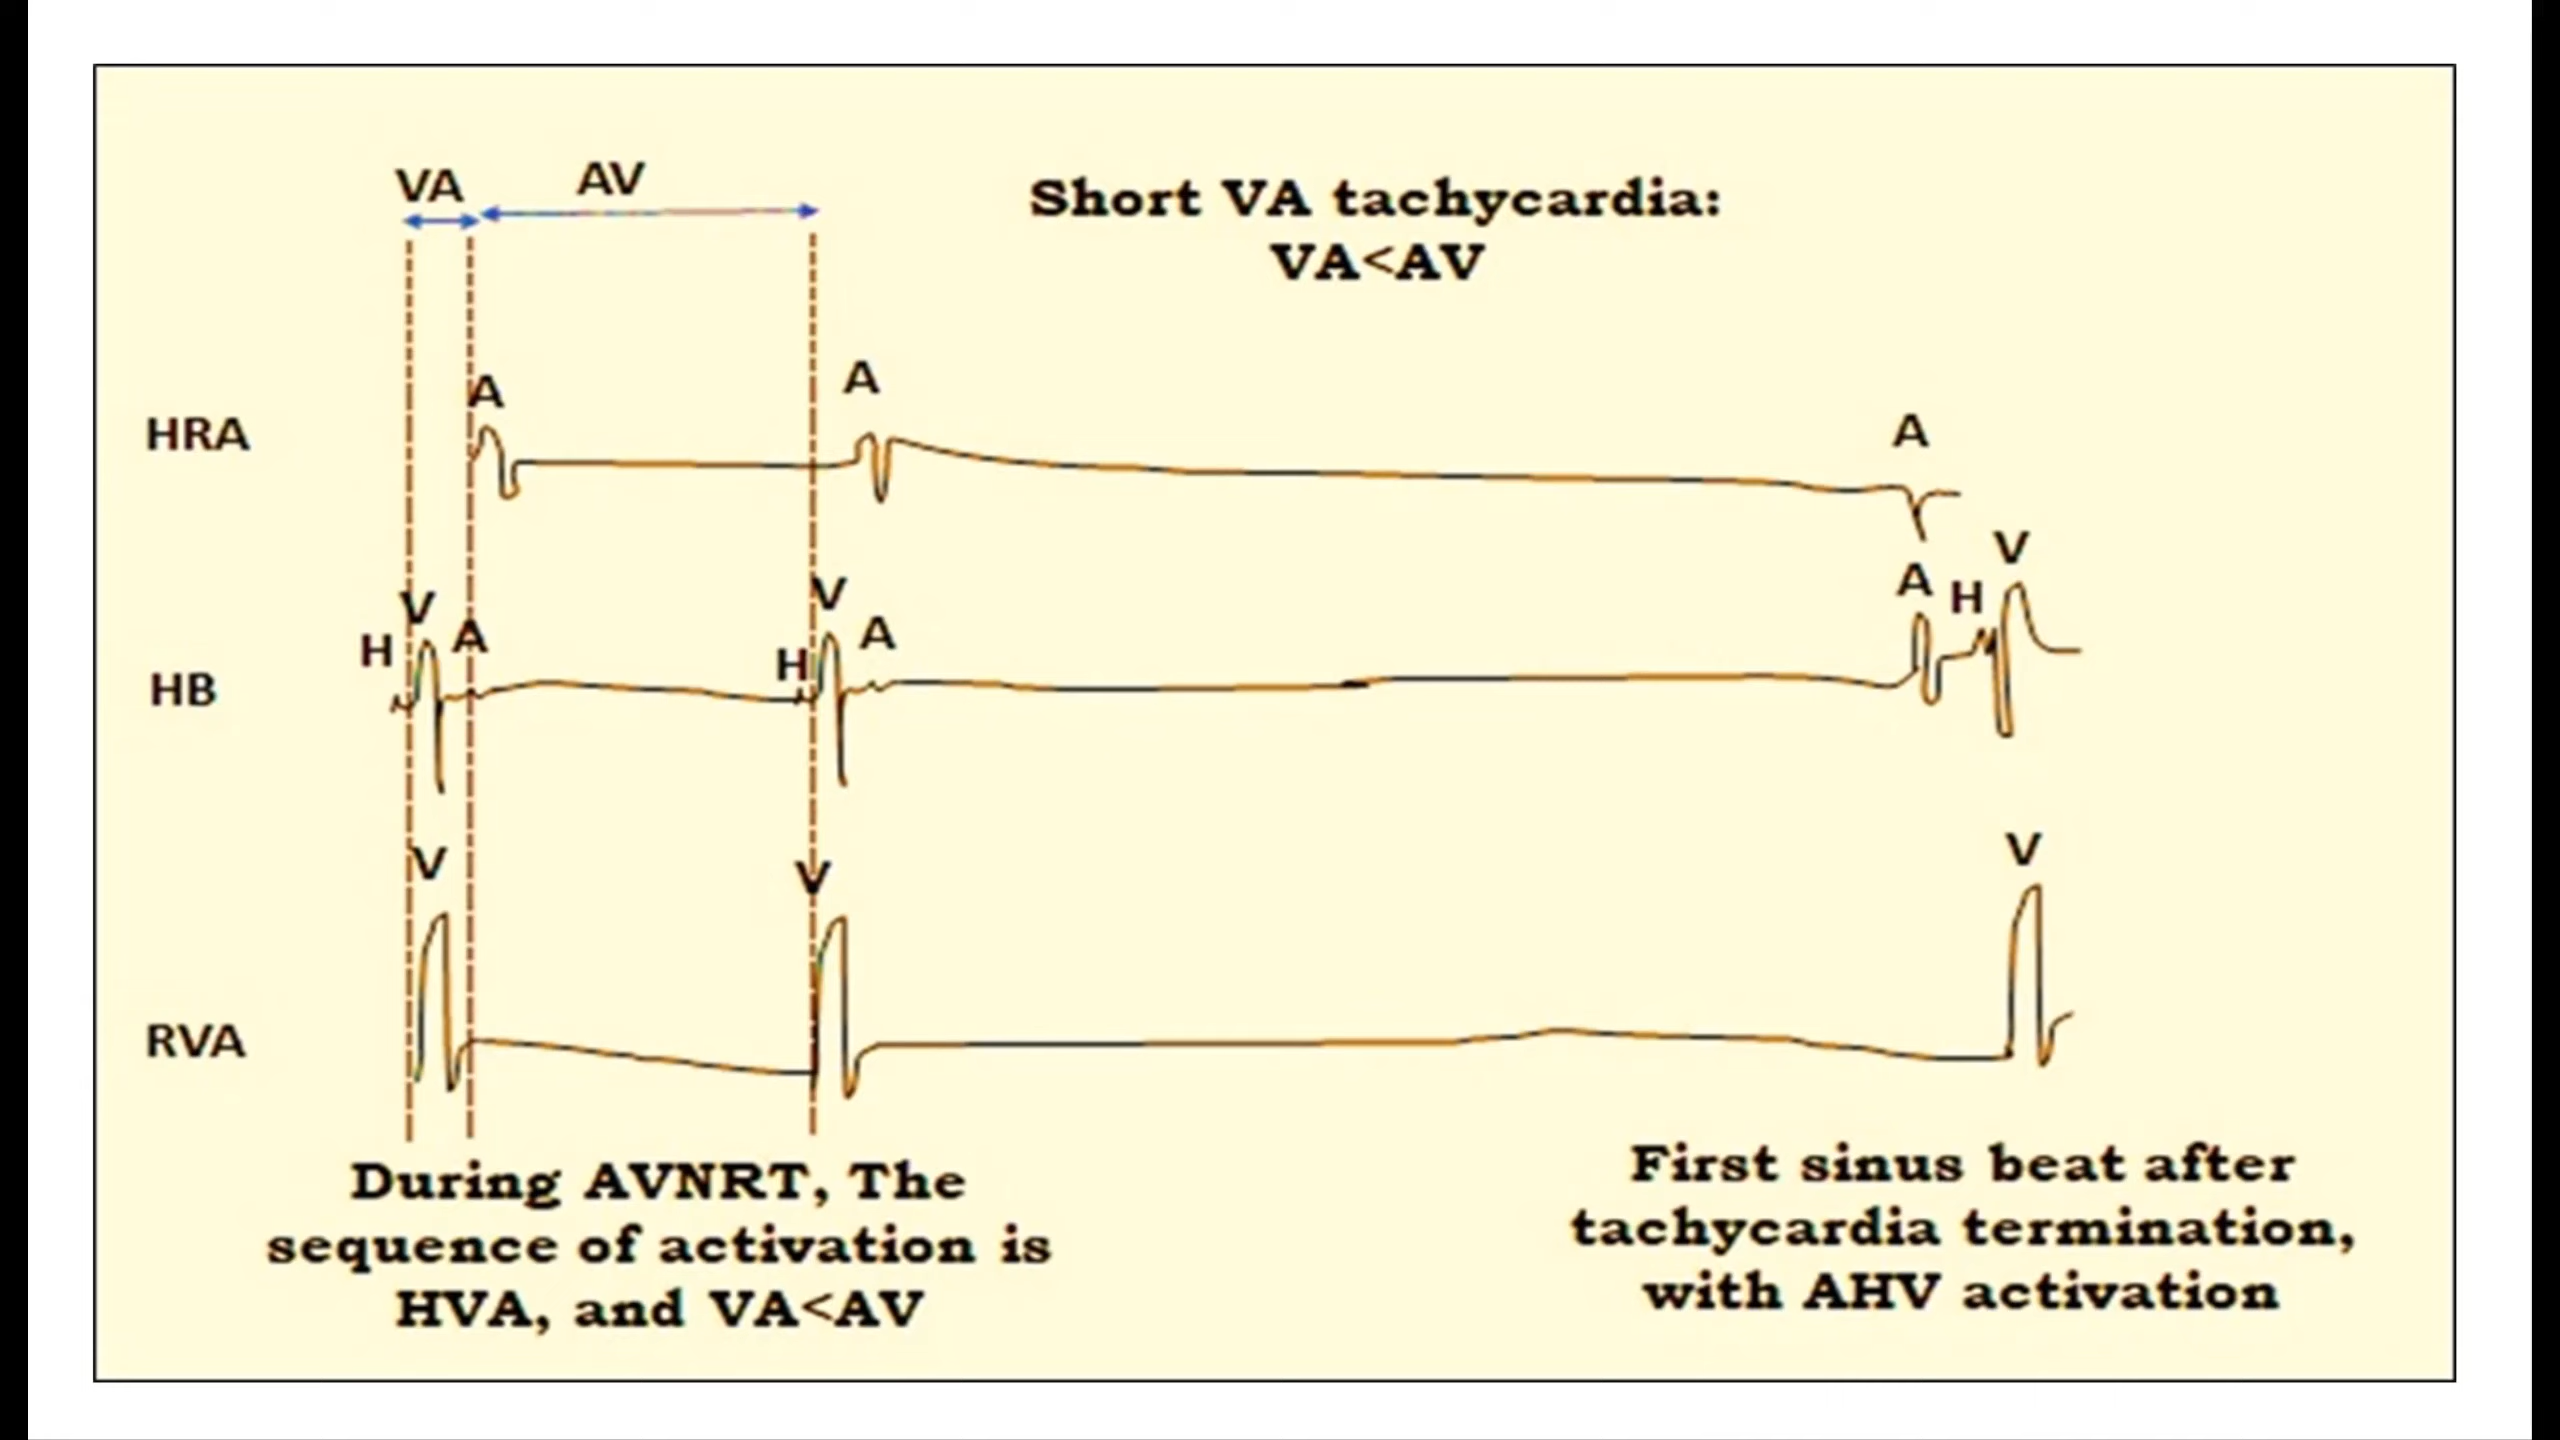 VA AV
Short VA tachycardia:
VA<AV
A A A
HRA
V
V V A H
H A H A
HB
V V V
RVA
During AVNRT, The
sequence of activation is
HVA, and VA<AV
First sinus beat after
tachycardia termination,
with AHV activation